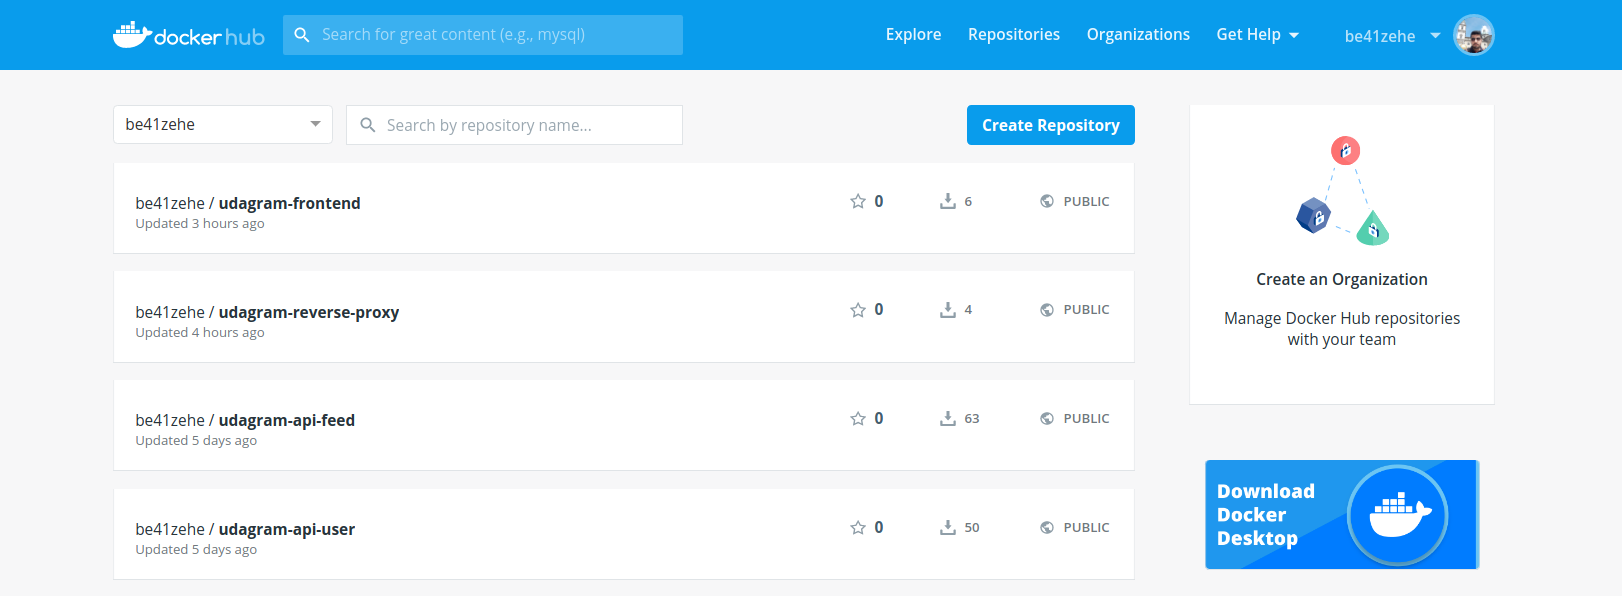 docker hub
Search for great content (e.g., mysql)
Explore
Repositories
Organizations
Get Help
be41zehe
be41zehe
Search by repository name...
Create Repository
be41zehe / udagram-frontend
Updated 3 hours ago
0
6
PUBLIC
be41zehe / udagram-reverse-proxy
Updated 4 hours ago
0
4
PUBLIC
be41zehe / udagram-api-feed
Updated 5 days ago
0
63
PUBLIC
be41zehe / udagram-api-user
Updated 5 days ago
0
50
PUBLIC
Create an Organization
Manage Docker Hub repositories
with your team
Download
Docker
Desktop